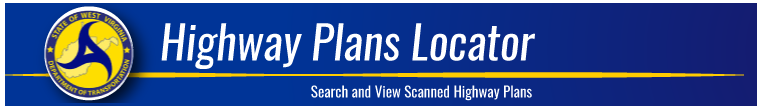 STATE OF WEST VIRGINIA
DEPARTMENT OF TRANSPORTATION
Highway Plans Locator
Search and View Scanned Highway Plans